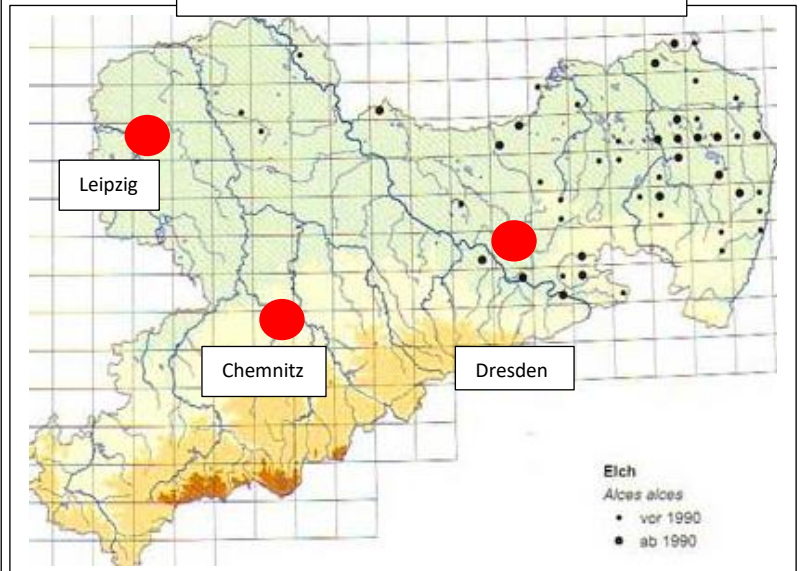 Leipzig
Chemnitz
Dresden
Elch
Alces alces
vor 1990
ab 1990